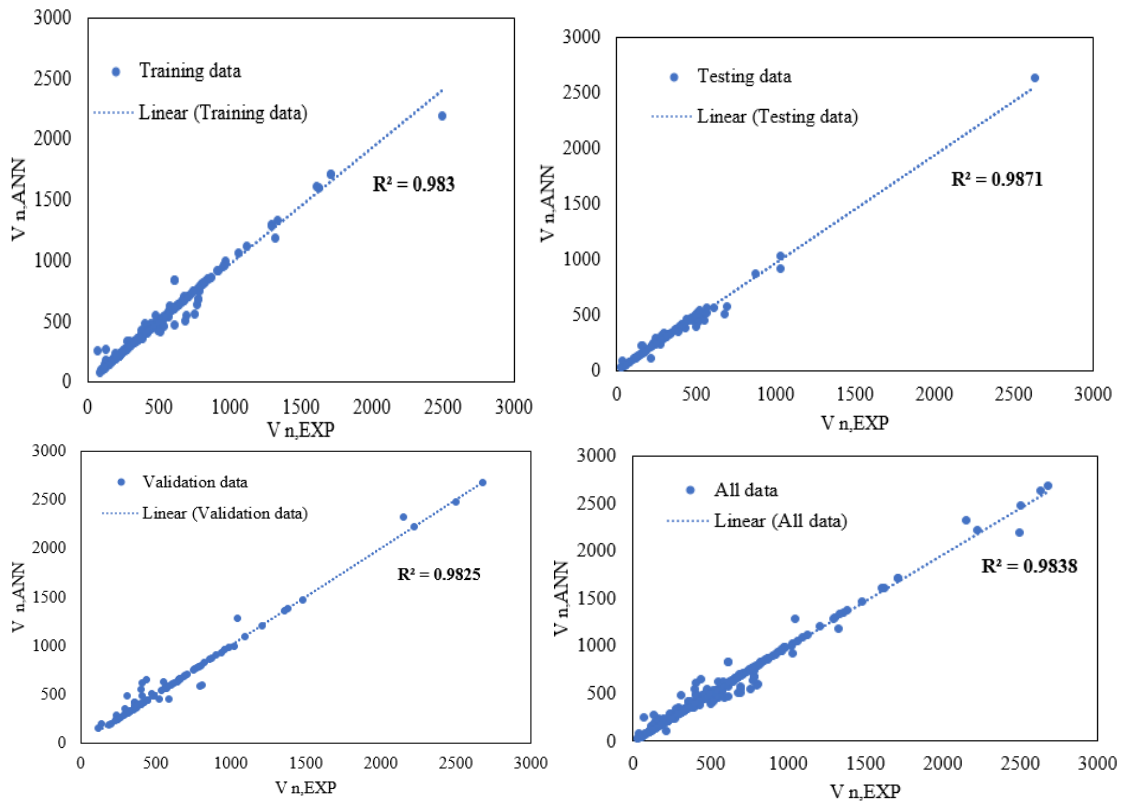 3000
2500
2000
1500
1000
500
0
V n,ANN
Training data
Linear (Training data)
R² = 0.983
0 500 1000 1500 2000 2500 3000
V n,EXP
3000
2500
2000
1500
1000
500
0
V n,ANN
Testing data
Linear (Testing data)
R² = 0.9871
0 500 1000 1500 2000 2500 3000
V n,EXP
3000
2500
2000
1500
1000
500
0
V n,ANN
Validation data
Linear (Validation data)
R² = 0.9825
0 500 1000 1500 2000 2500 3000
V n,EXP
3000
2500
2000
1500
1000
500
0
V n,ANN
All data
Linear (All data)
R² = 0.9838
0 500 1000 1500 2000 2500 3000
V n,EXP